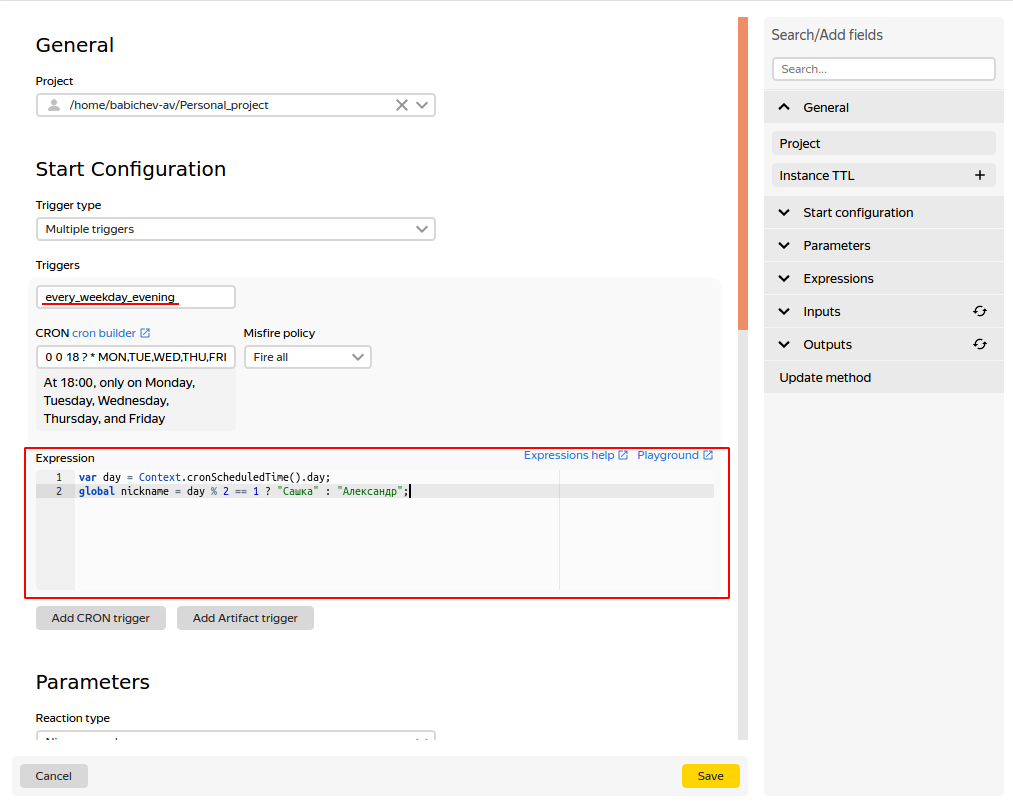 General
Project
/home/babichev-av/Personal_project
Start Configuration
Trigger type
Multiple triggers
Triggers
every_weekday_evening
CRON cron builder
Misfire policy
0 0 18 ? * MON,TUE,WED,THU,FRI
Fire all
At 18:00, only on Monday,
Tuesday, Wednesday,
Thursday, and Friday
Expression
Expressions help
Playground
1 var day = Context.cronScheduledTime().day;
2 global nickname = day % 2 == 1 ? "Сашка" : "Александр";
Add CRON trigger
Add Artifact trigger
Parameters
Reaction type
Cancel
Save
Search/Add fields
Search...
General
Project
Instance TTL +
Start configuration
Parameters
Expressions
Inputs
Outputs
Update method